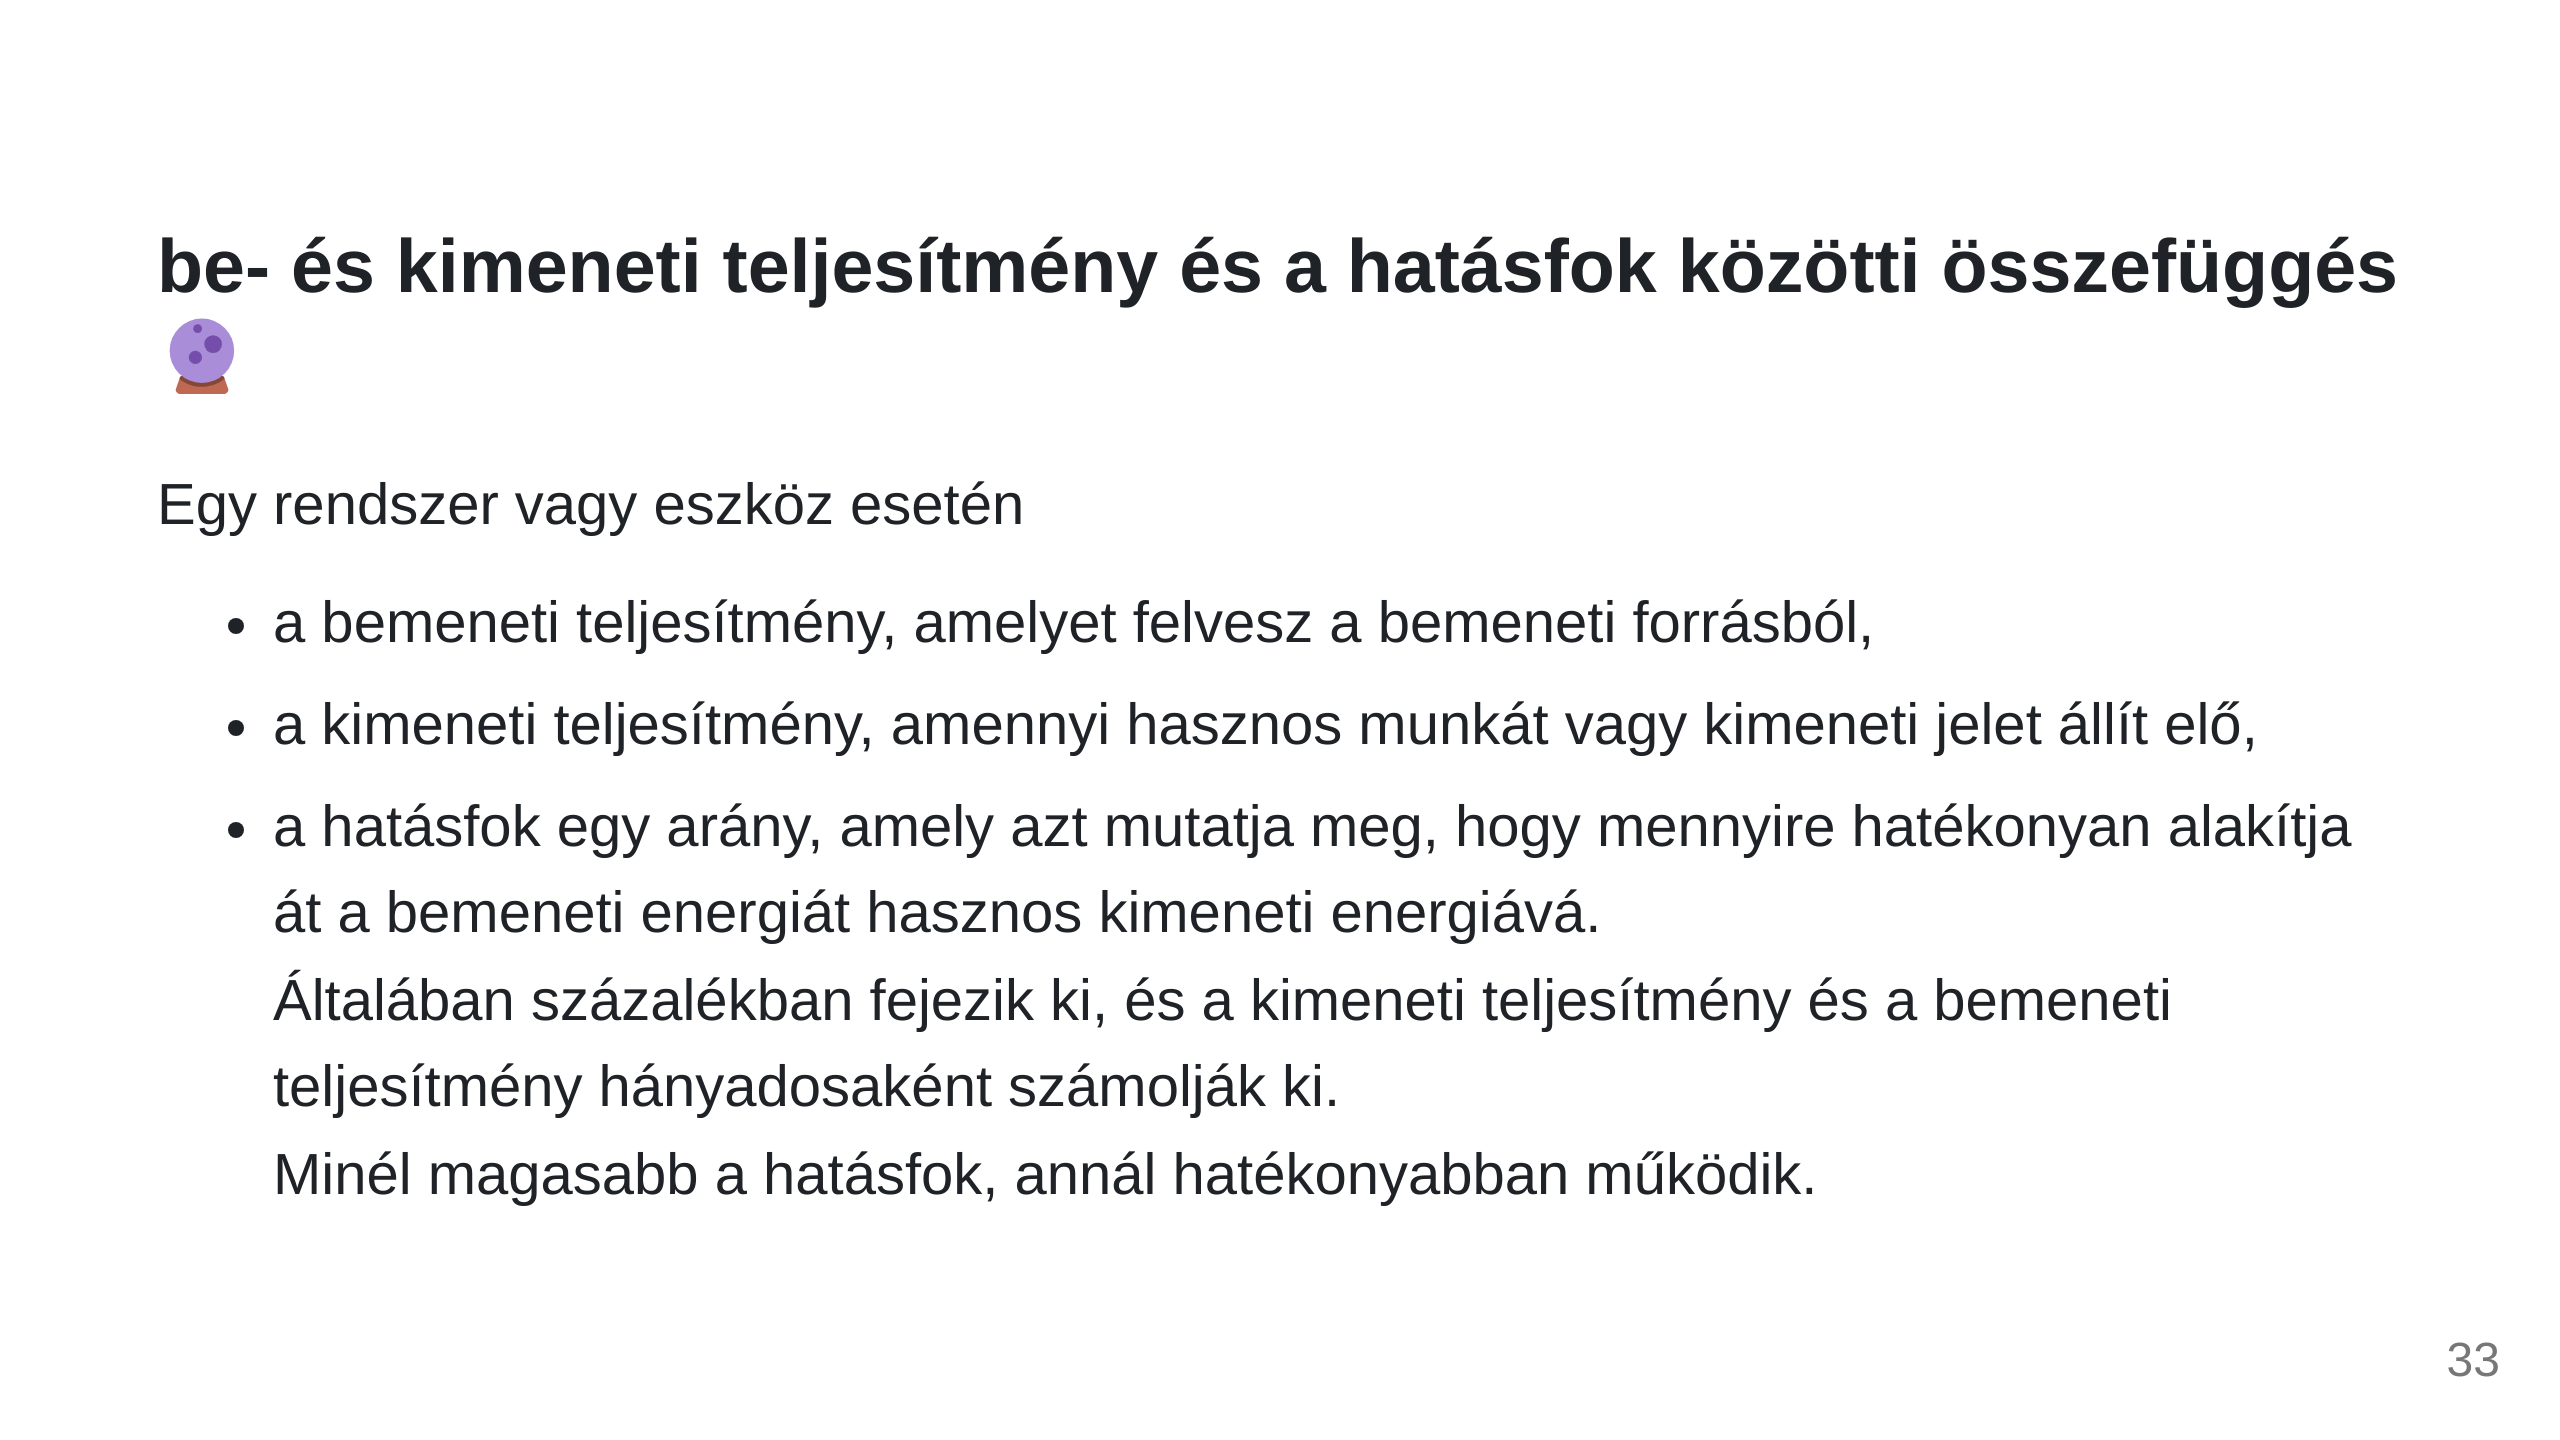 be- és kimeneti teljesítmény és a hatásfok közötti összefüggés
🔮
Egy rendszer vagy eszköz esetén
• a bemeneti teljesítmény, amelyet felvesz a bemeneti forrásból,
• a kimeneti teljesítmény, amennyi hasznos munkát vagy kimeneti jelet állít elő,
• a hatásfok egy arány, amely azt mutatja meg, hogy mennyire hatékonyan alakítja
át a bemeneti energiát hasznos kimeneti energiává.
Általában százalékban fejezik ki, és a kimeneti teljesítmény és a bemeneti
teljesítmény hányadosaként számolják ki.
Minél magasabb a hatásfok, annál hatékonyabban működik.
33